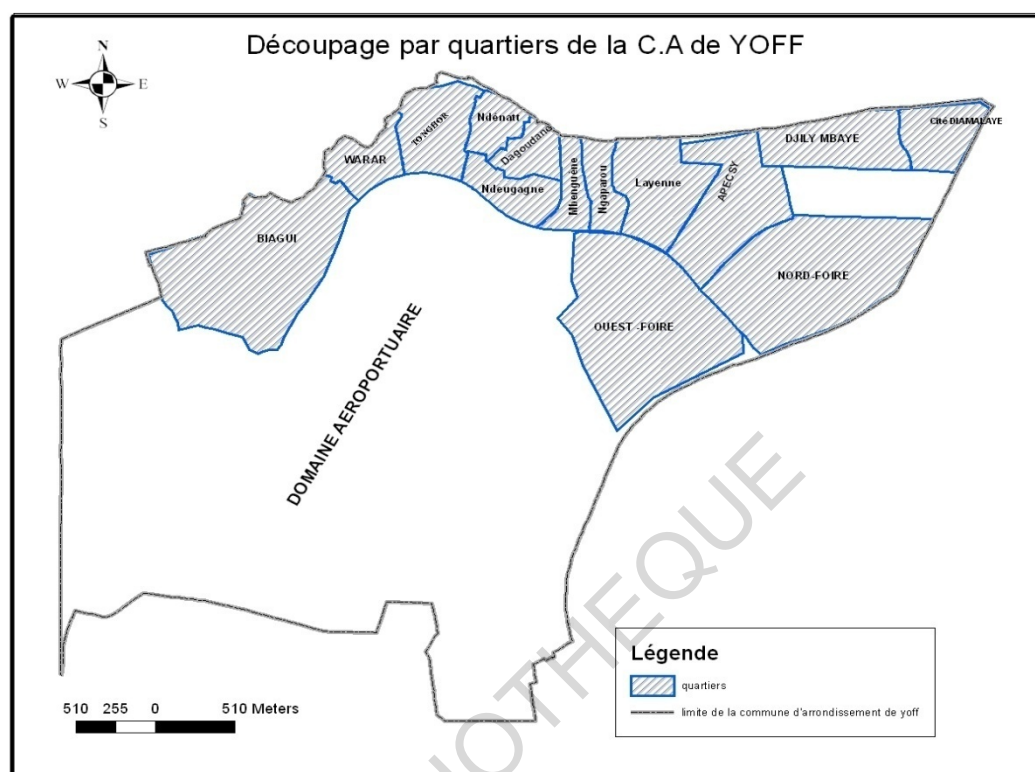 Découpage par quartiers de la C.A de YOFF
N
W E
S
Cité DIAMALAYE
DJILY MBAYE
Ndénatt
TONGBOR
Dagoudane
WARAR
Ndeugagne
Mbenguène
Ngaparou
Layenne
APECSY
BIAGUI
NORD-FOIRE
OUEST -FOIRE
DOMAINE AEROPORTUAIRE
Légende
quartiers
limite de la commune d'arrondissement de yoff
510 255 0 510 Meters